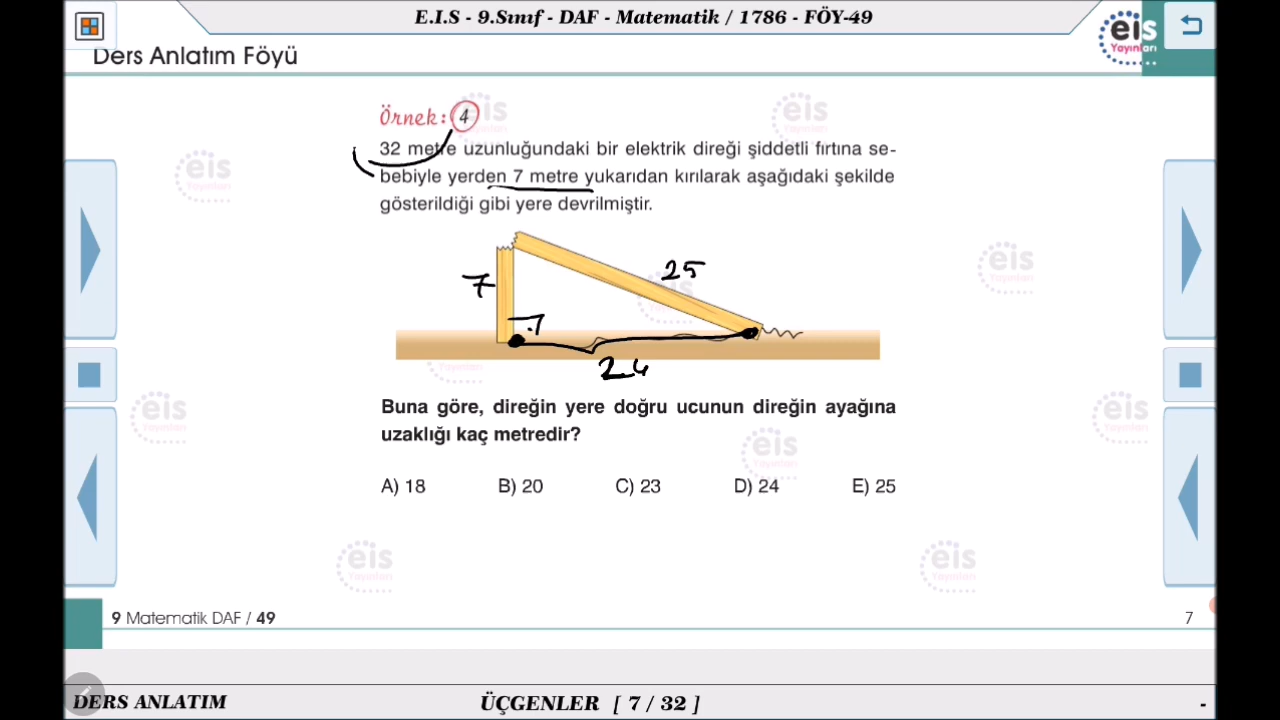 E.I.S - 9.Sınıf - DAF - Matematik / 1786 - FÖY-49
eis
Yayınları
Ders Anlatım Föyü
Örnek: 4
32 metre uzunluğundaki bir elektrik direği şiddetli fırtına se-
bebiyle yerden 7 metre yukarıdan kırılarak aşağıdaki şekilde
gösterildiği gibi yere devrilmiştir.
7
25
24
Buna göre, direğin yere doğru ucunun direğin ayağına
uzaklığı kaç metredir?
A) 18 B) 20 C) 23 D) 24 E) 25
9 Matematik DAF / 49
7
DERS ANLATIM
ÜÇGENLER [ 7 / 32 ]
-